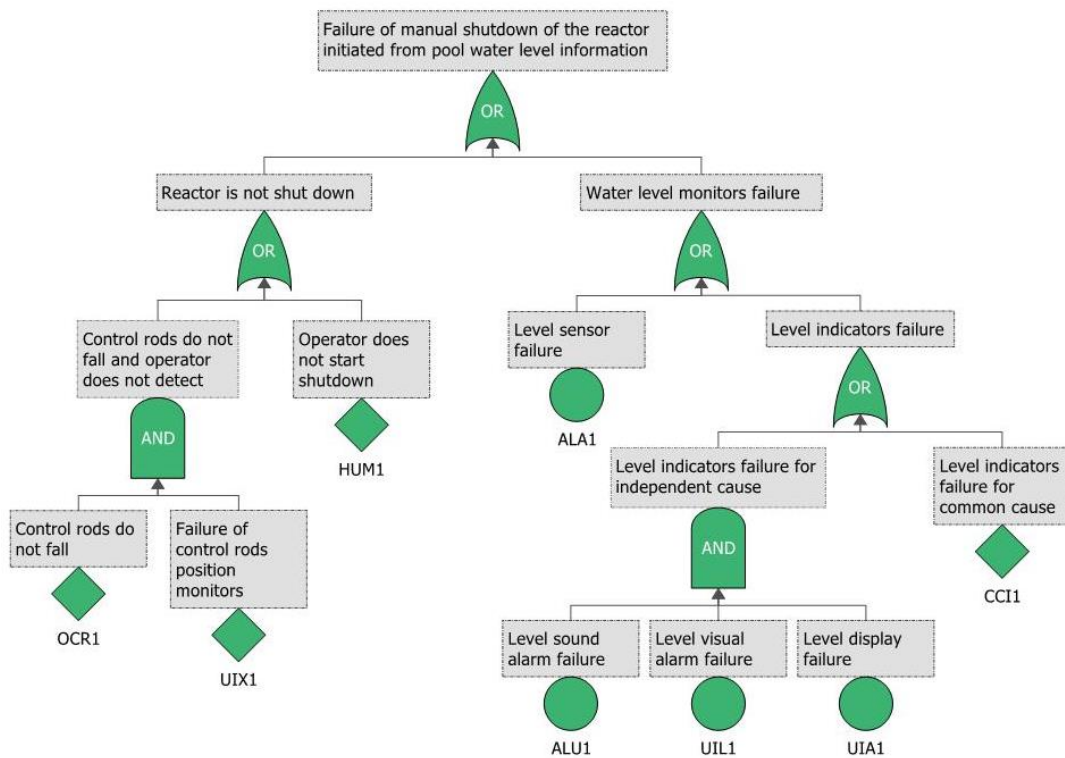 Failure of manual shutdown of the reactor
initiated from pool water level information
OR
Reactor is not shut down
Water level monitors failure
OR
OR
Control rods do not
fall and operator
does not detect
Operator does
not start
shutdown
Level sensor
failure
Level indicators failure
AND
HUM1
ALA1
OR
Control rods do
not fall
Failure of
control rods
position
monitors
Level indicators failure for
independent cause
Level indicators
failure for
common cause
OCR1
UIX1
AND
CCI1
Level sound
alarm failure
Level visual
alarm failure
Level display
failure
ALU1
UIL1
UIA1